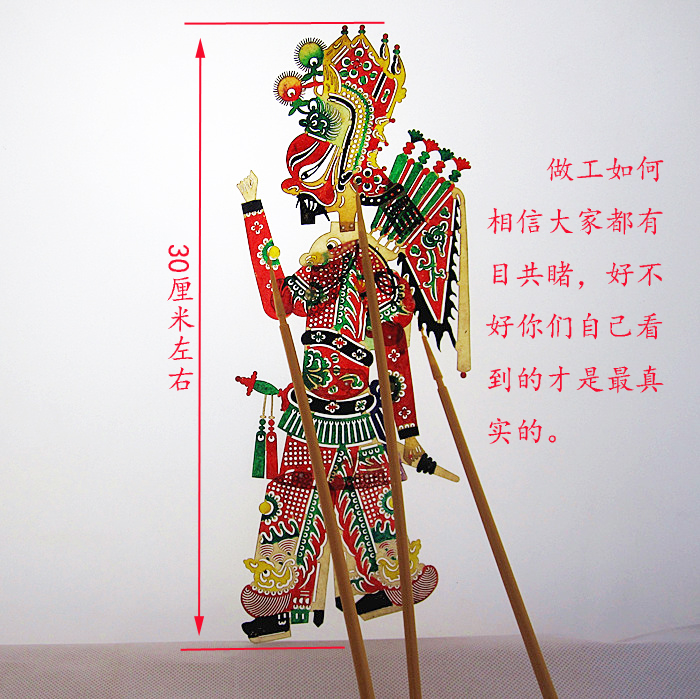 30厘米左右
做工如何
相信大家都有
目共睹，好不
好你们自己看
到的才是最真
实的。